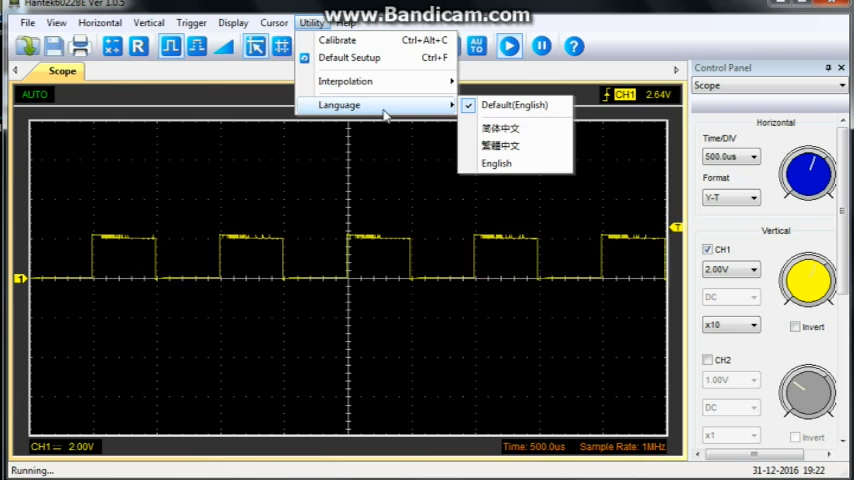 Hantek6022BE Ver 1.0.5
www.Bandicam.com
File View Horizontal Vertical Trigger Display Cursor Utility Help
Calibrate Ctrl+Alt+C
Default Seutup Ctrl+F
Interpolation
Language
Default(English)
简体中文
繁體中文
English
R
AUTO
Scope
AUTO
CH1 2.64V
T
1
CH1 2.00V
Time: 500.0us Sample Rate: 1MHz
Control Panel
Scope
Horizontal
Time/DIV
500.0us
Format
Y-T
Vertical
CH1
2.00V
DC
x10
Invert
CH2
1.00V
DC
x1
Invert
Running...
31-12-2016 19:22